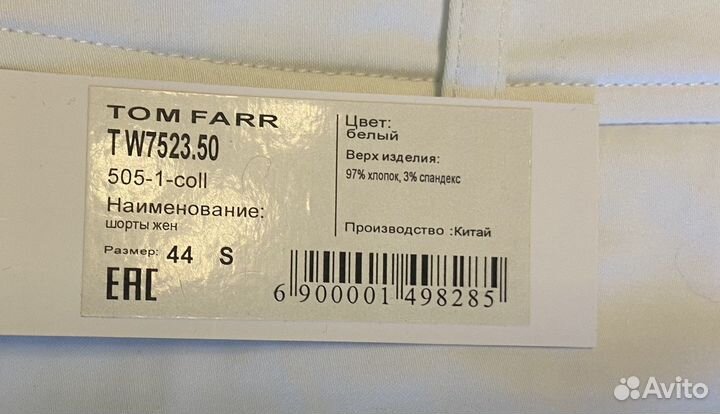 TOM FARR
TW7523.50
505-1-coll
Наименование:
шорты жен
Размер: 44 S
EAC
Цвет:
белый
Верх изделия:
97% хлопок, 3% спандекс
Производство :Китай
6 900001 498285
Avito